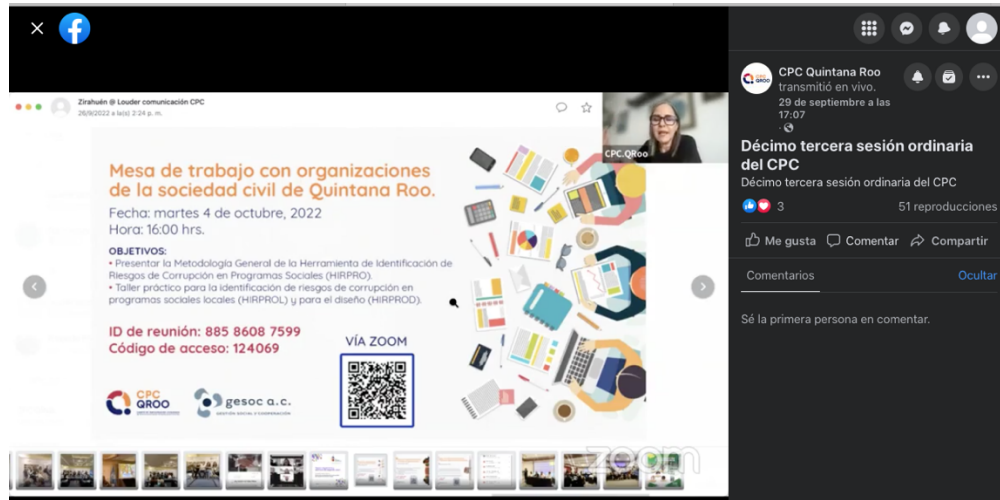 Zirahuén @ Louder comunicación CPC
26/9/2022 a la(s) 2:24 p. m.
CPC.QRoo
Mesa de trabajo con organizaciones
de la sociedad civil de Quintana Roo.
Fecha: martes 4 de octubre, 2022
Hora: 16:00 hrs.
OBJETIVOS:
• Presentar la Metodología General de la Herramienta de Identificación de
Riesgos de Corrupción en Programas Sociales (HIRPRO).
• Taller práctico para la identificación de riesgos de corrupción en
programas sociales locales (HIRPROL) y para el diseño (HIRPROD).
ID de reunión: 885 8608 7599
Código de acceso: 124069
VÍA ZOOM
CPC
QROO
gesoc a.c.
GESTIÓN SOCIAL Y COOPERACIÓN
zoom
CPC Quintana Roo
transmitió en vivo.
29 de septiembre a las
17:07
Décimo tercera sesión ordinaria
del CPC
Décimo tercera sesión ordinaria del CPC
3
51 reproducciones
Me gusta
Comentar
Compartir
Comentarios
Ocultar
Sé la primera persona en comentar.